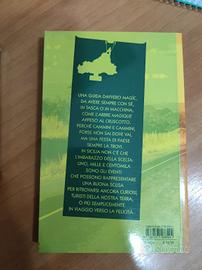 UNA GUIDA DAVVERO MAGIC,
DA AVERE SEMPRE CON SÉ,
IN TASCA O IN MACCHINA,
COME L'ARBRE MAGIQUE
APPESO AL CRUSCOTTO.
PERCHÉ CAMMINI E CAMMINI,
FORSE NON SAI DOVE VAI,
MA UNA FESTA DI PAESE
SEMPRE LA TROVI.
IN SICILIA NON C'È CHE
L'IMBARAZZO DELLA SCELTA:
UNO, MILLE E CENTOMILA
SONO GLI EVENTI
CHE POSSONO RAPPRESENTARE
UNA BUONA SCUSA
PER RITROVARSI ANCORA CURIOSI,
TURISTI DELLA NOSTRA TERRA;
O PIÙ SEMPLICEMENTE
IN VIAGGIO VERSO LA FELICITÀ.